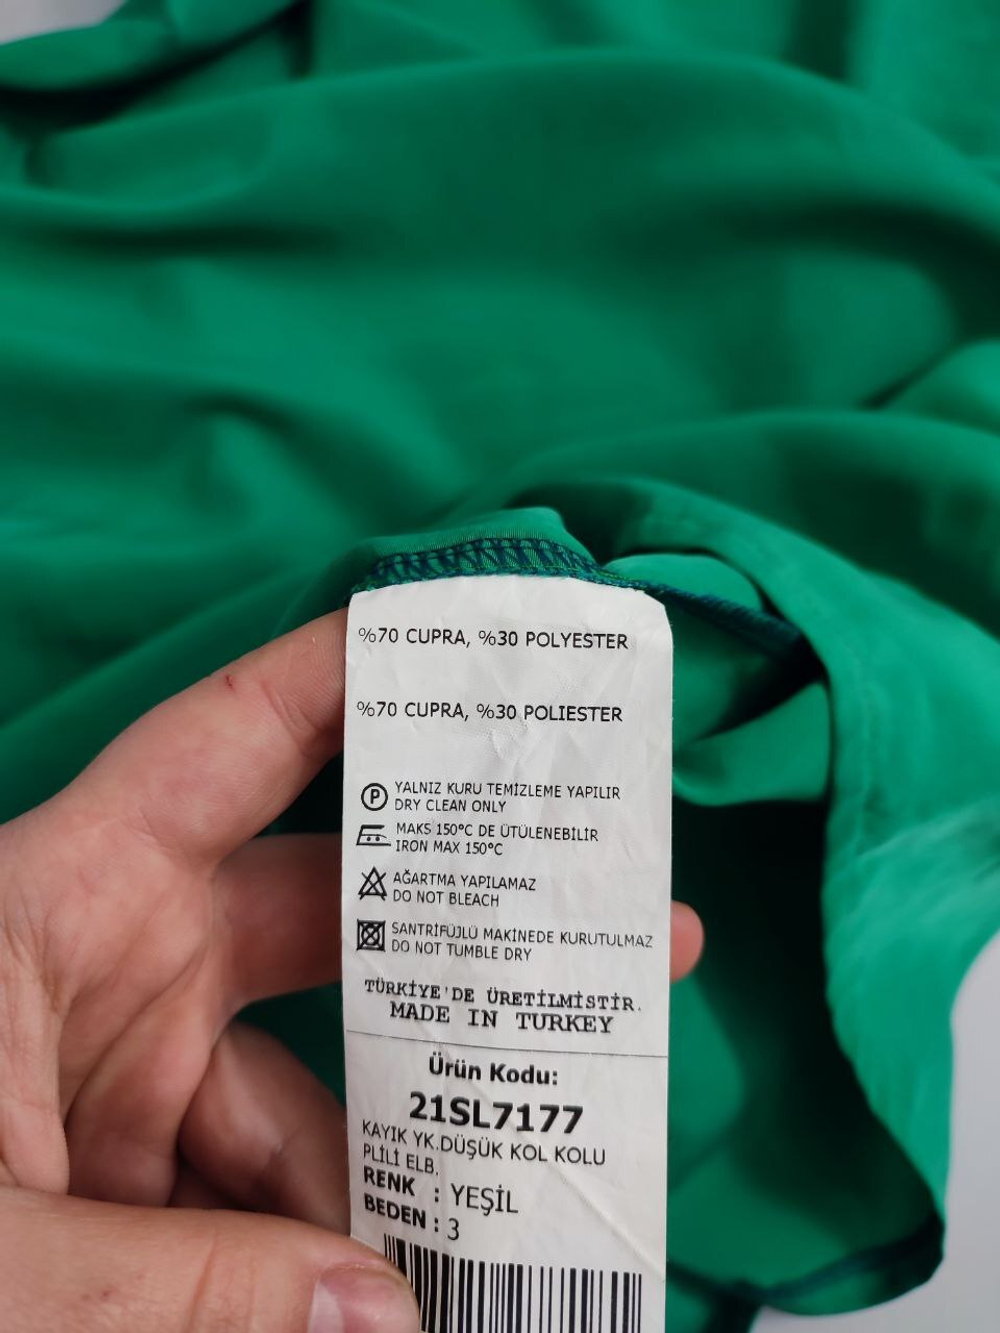 %70 CUPRA, %30 POLYESTER
%70 CUPRA, %30 POLIESTER
P
YALNIZ KURU TEMİZLEME YAPILIR
DRY CLEAN ONLY
MAKS 150°C DE ÜTÜLENEBİLİR
IRON MAX 150°C
AĞARTMA YAPILAMAZ
DO NOT BLEACH
SANTRİFÜJLÜ MAKİNEDE KURUTULMAZ
DO NOT TUMBLE DRY
TÜRKİYE'DE ÜRETİLMİSTİR.
MADE IN TURKEY
Ürün Kodu:
21SL7177
KAYIK YK.DÜŞÜK KOL KOLU
PLİLİ ELB.
RENK : YEŞİL
BEDEN : 3